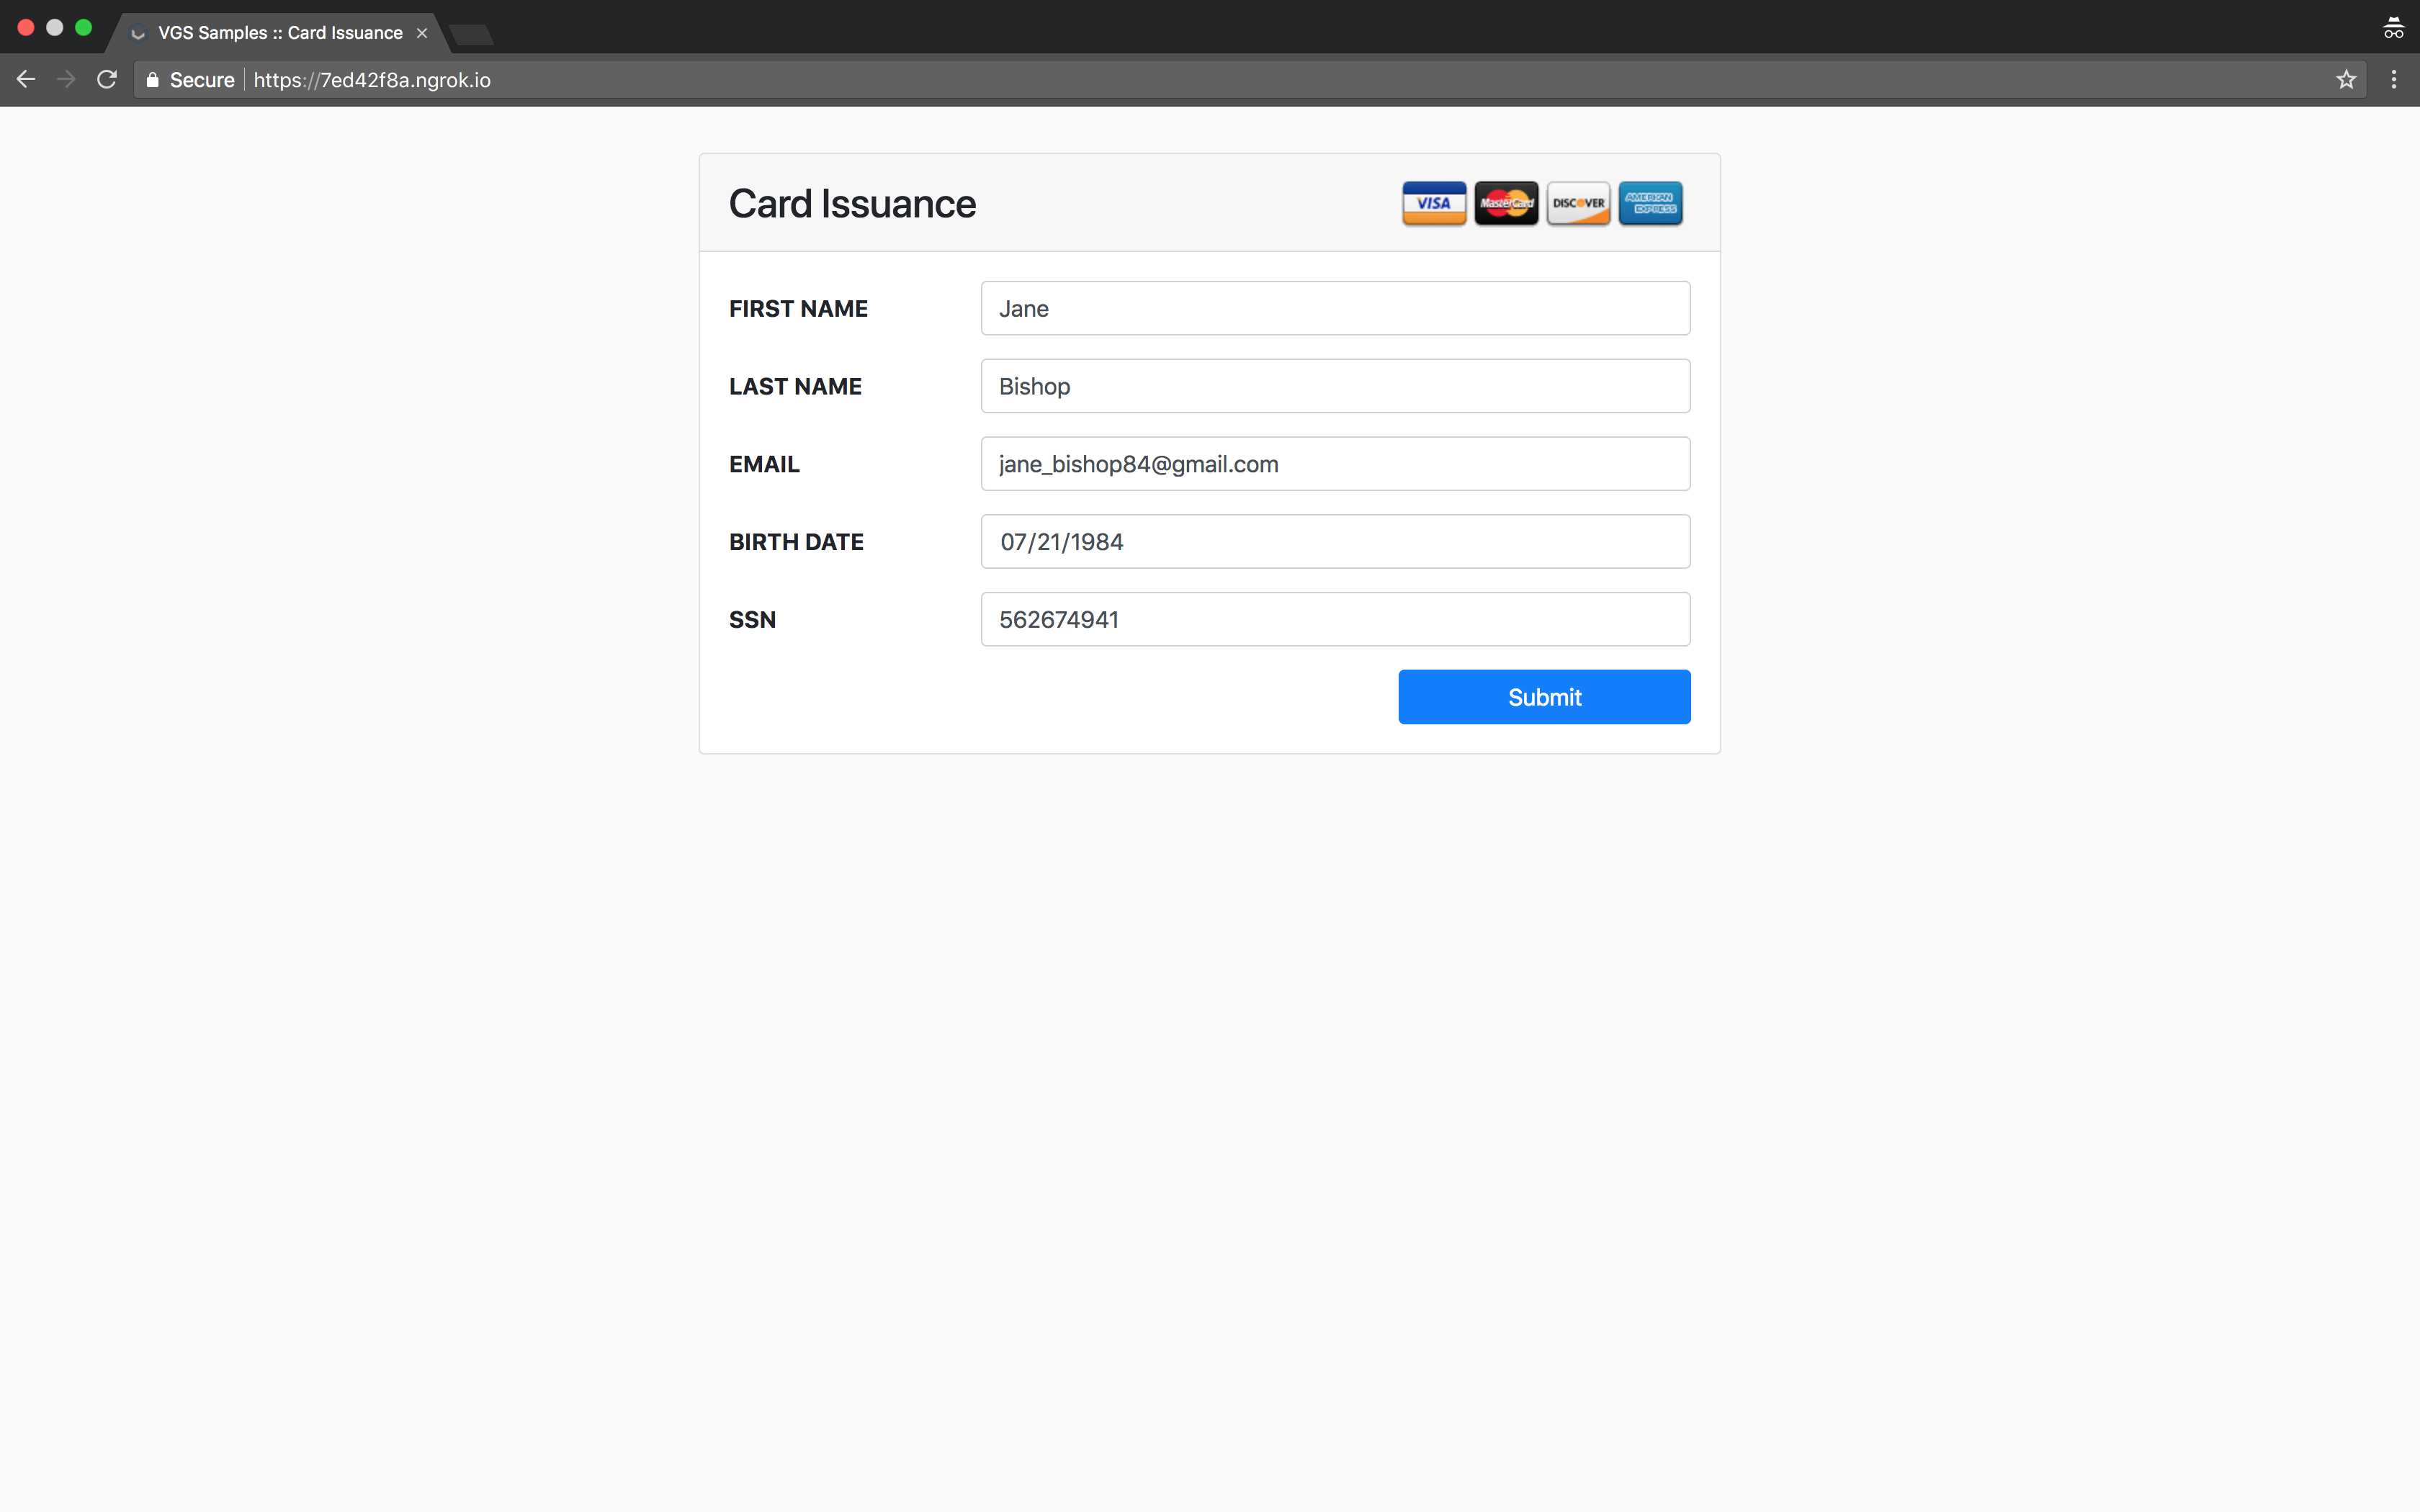 VGS Samples :: Card Issuance
Secure https://7ed42f8a.ngrok.io
Card Issuance VISA MasterCard DISCOVER AMERICAN EXPRESS
FIRST NAME Jane
LAST NAME Bishop
EMAIL jane_bishop84@gmail.com
BIRTH DATE 07/21/1984
SSN 562674941
Submit